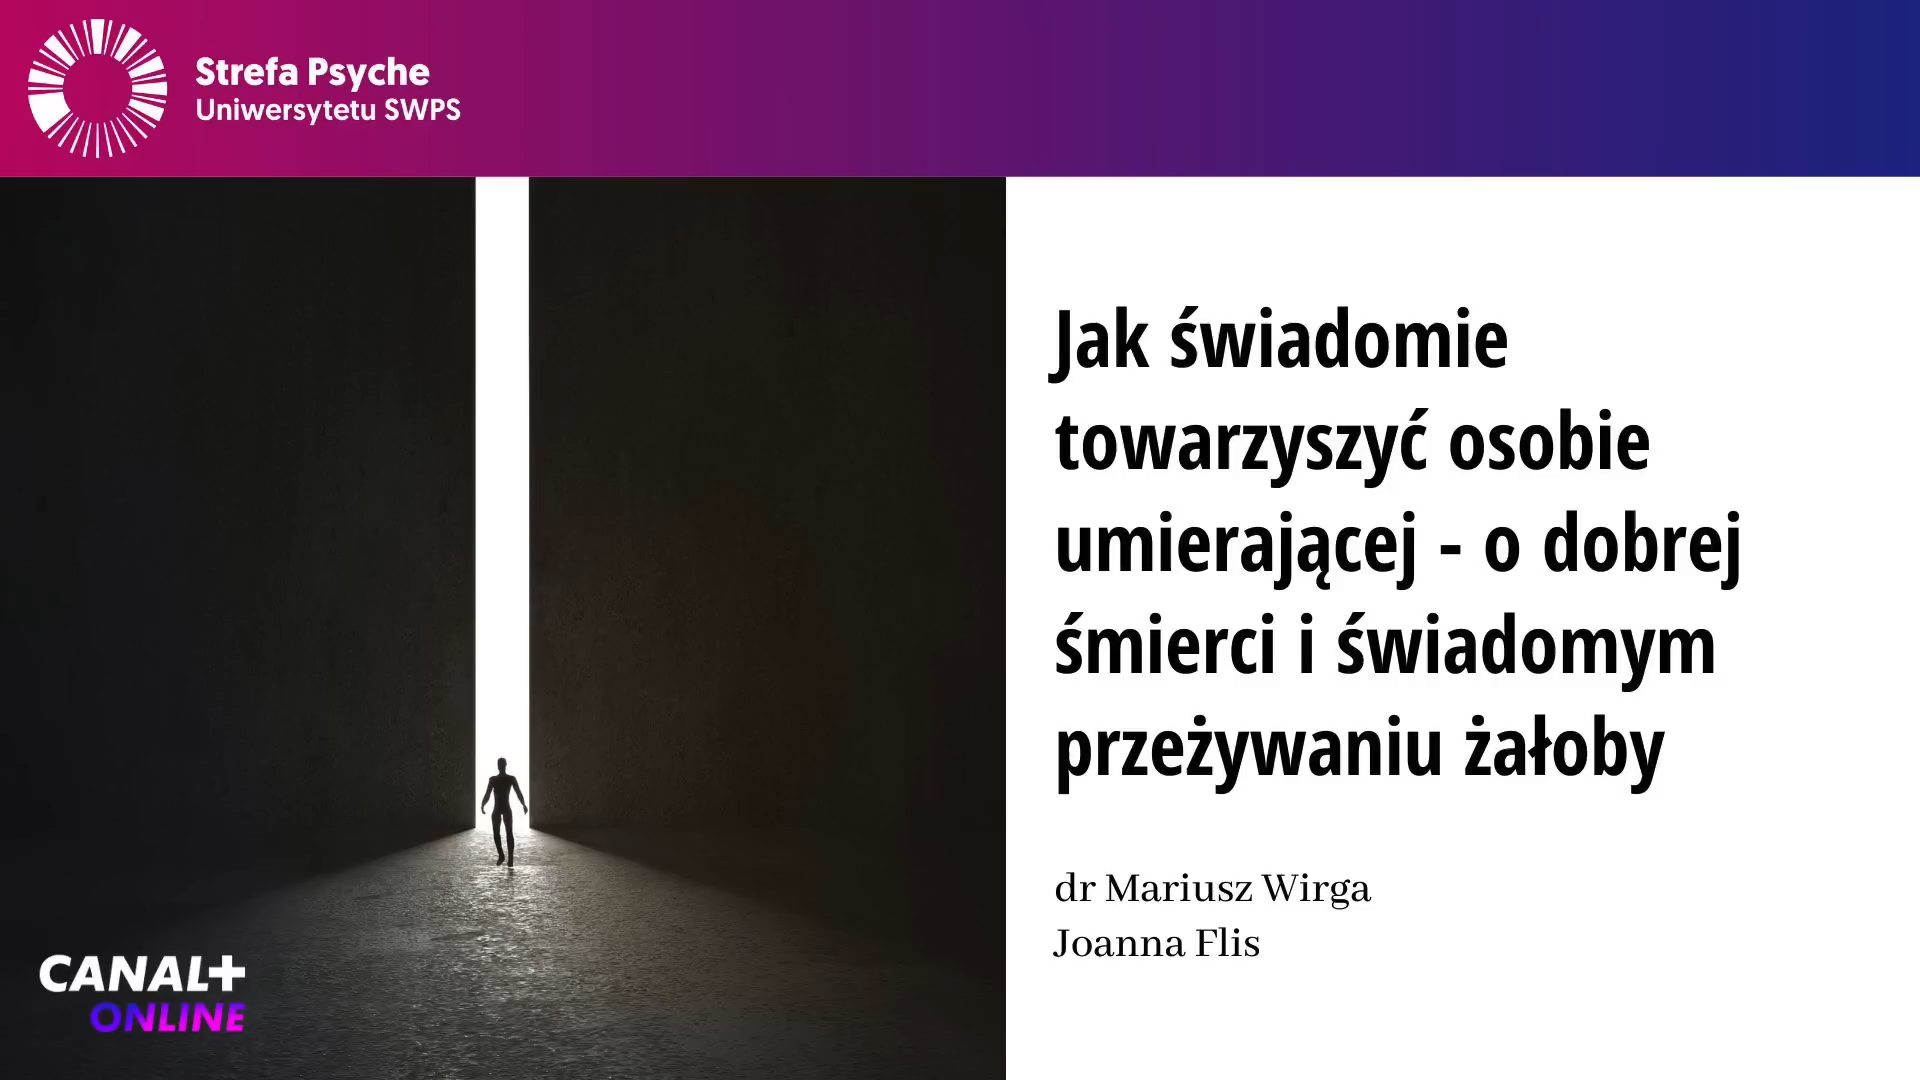 Strefa Psyche
Uniwersytetu SWPS
Jak świadomie
towarzyszyć osobie
umierającej - o dobrej
śmierci i świadomym
przeżywaniu żałoby
dr Mariusz Wirga
Joanna Flis
CANAL+
ONLINE